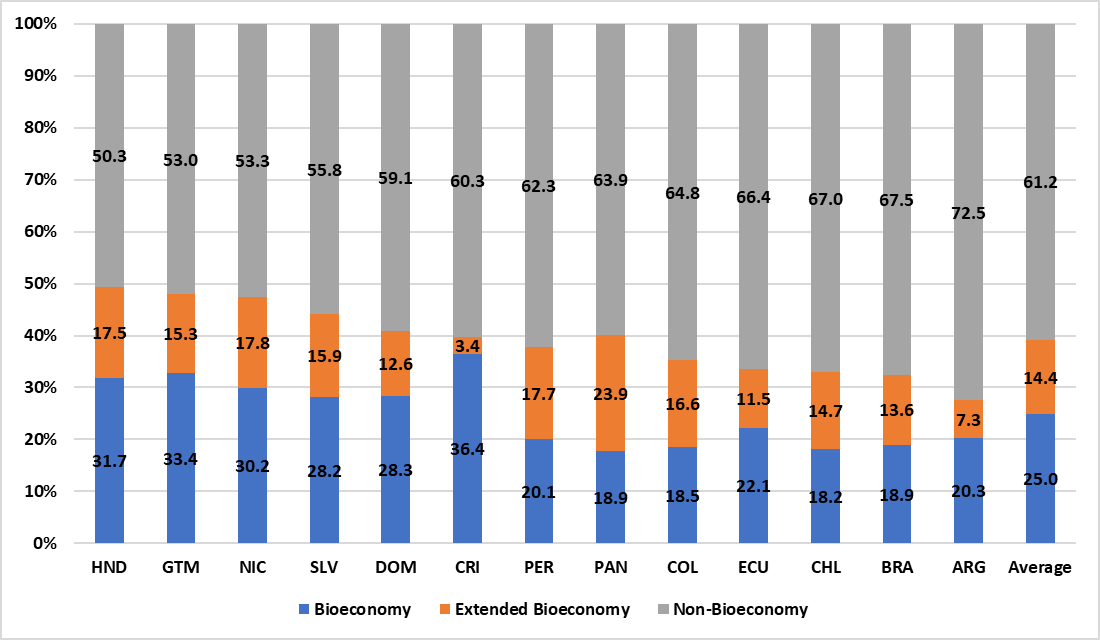 100%
90%
80%
70%
60%
50%
40%
30%
20%
10%
0%
50.3 53.0 53.3 55.8 59.1 60.3 62.3 63.9 64.8 66.4 67.0 67.5 72.5 61.2
17.5 15.3 17.8 15.9 12.6 3.4 17.7 23.9 16.6 11.5 14.7 13.6 7.3 14.4
31.7 33.4 30.2 28.2 28.3 36.4 20.1 18.9 18.5 22.1 18.2 18.9 20.3 25.0
HND GTM NIC SLV DOM CRI PER PAN COL ECU CHL BRA ARG Average
Bioeconomy Extended Bioeconomy Non-Bioeconomy